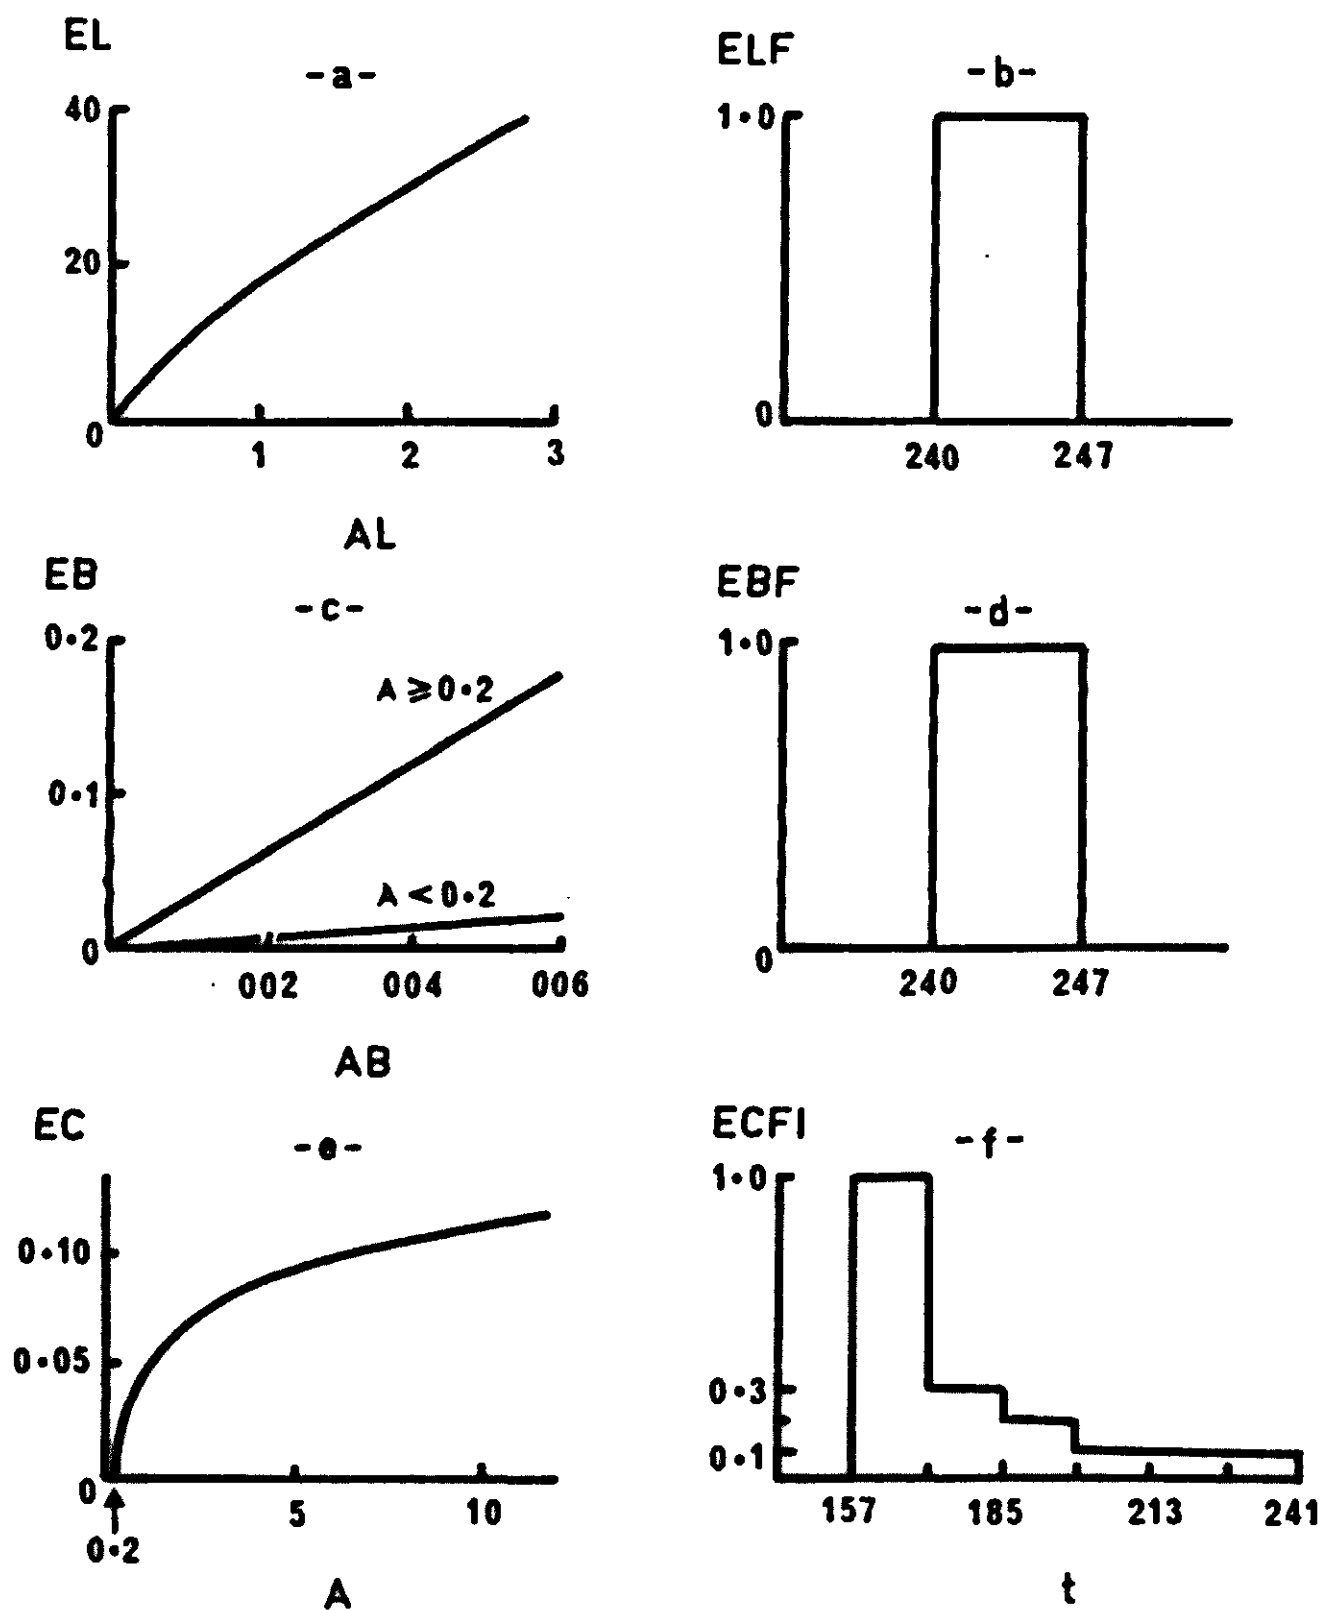 EL
-a-
40
20
0
1 2 3
AL
ELF
-b-
1·0
0
240 247
EB
-c-
0·2
A ≥ 0·2
0·1
A < 0·2
0
002 004 006
AB
EBF
-d-
1·0
0
240 247
EC
-e-
0·10
0·05
0
5 10
0·2
A
ECFI
-f-
1·0
0·3
0·1
157 185 213 241
t